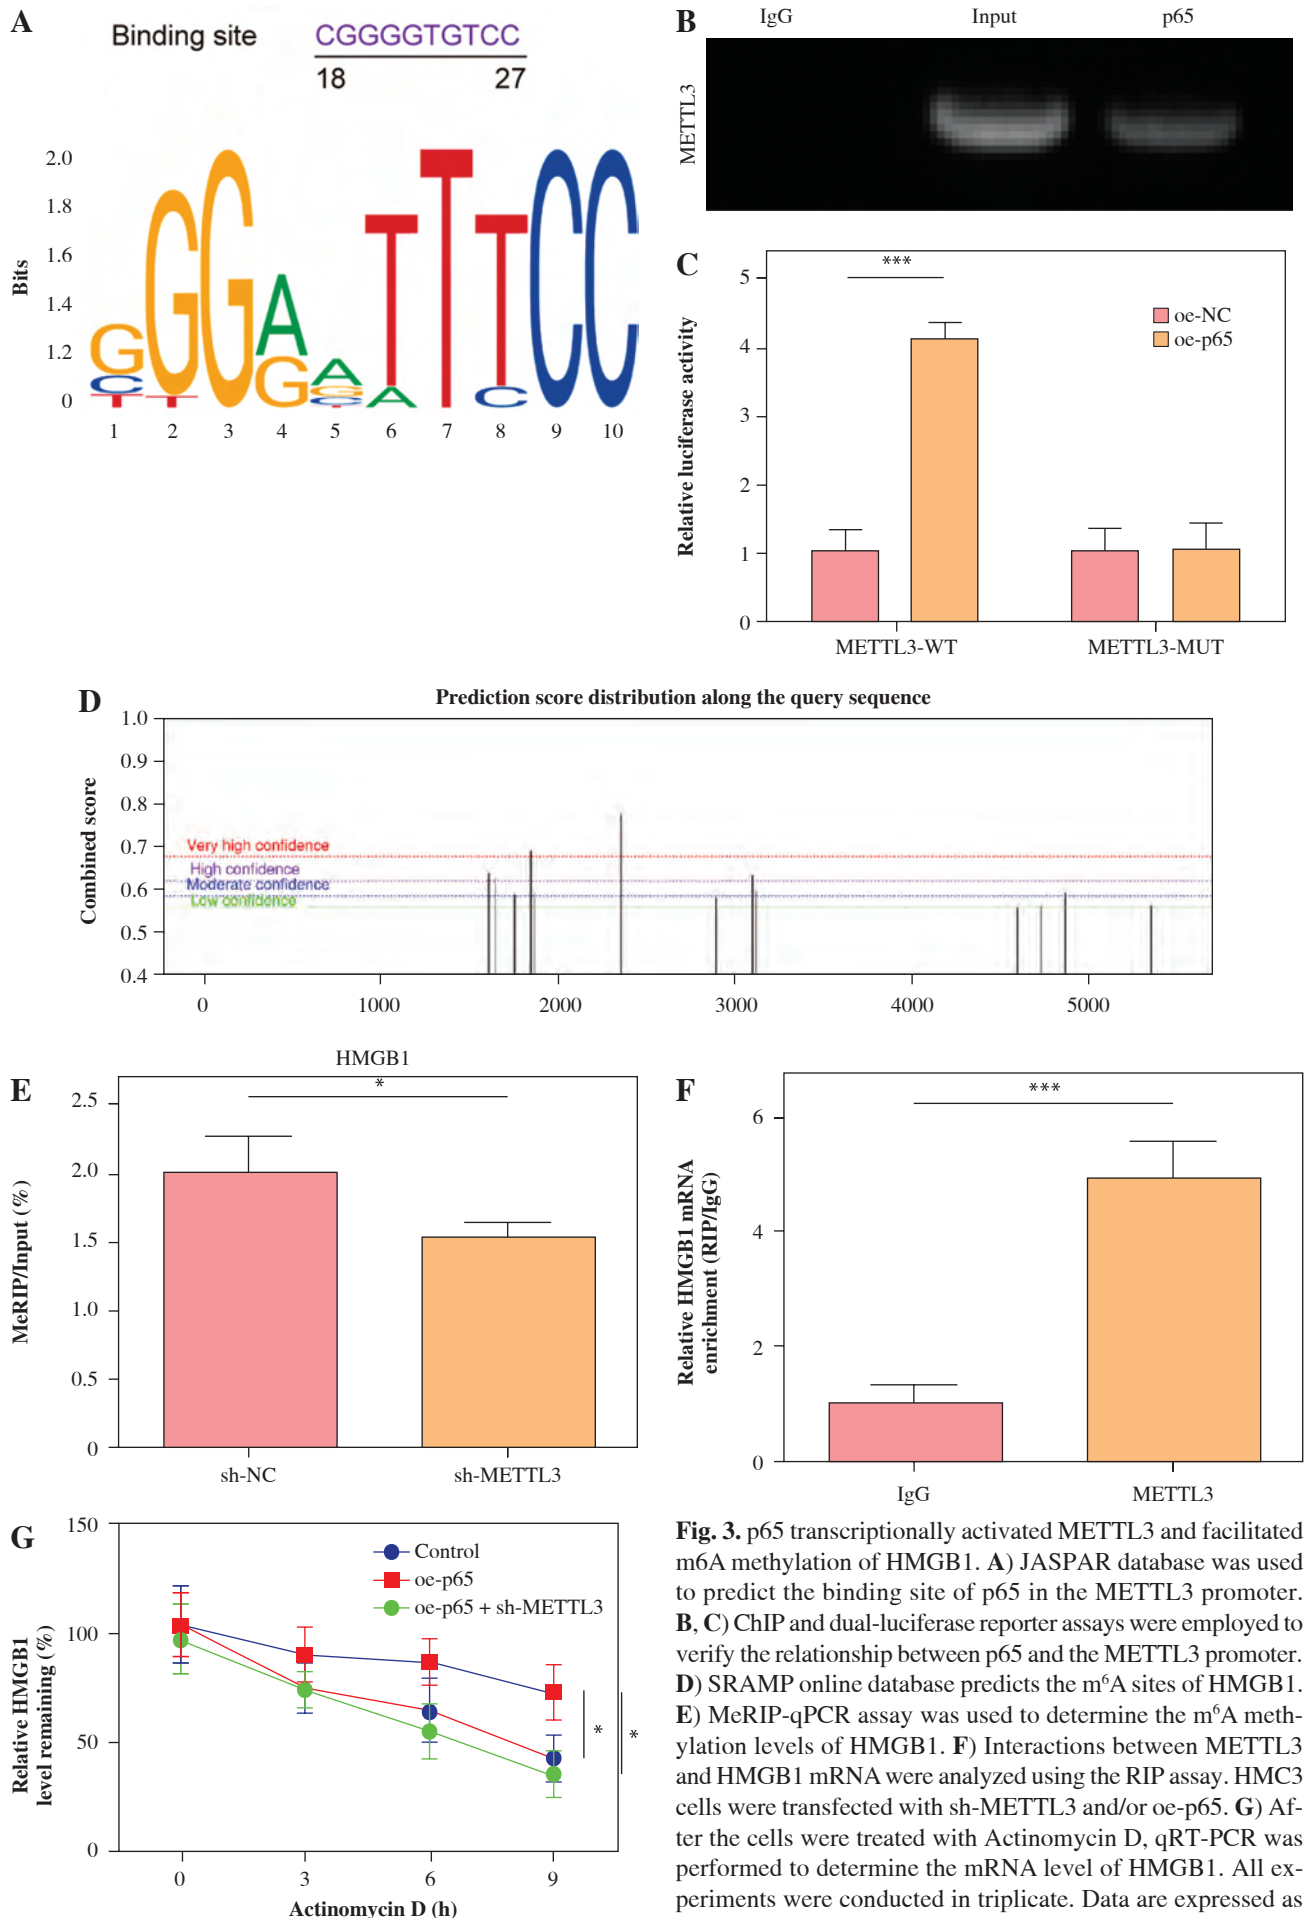 A
Binding site CGGGGTGTCC
18 27
Bits
2.0
1.8
1.6
1.4
1.2
0
1 2 3 4 5 6 7 8 9 10
B
IgG Input p65
METTL3
C
Relative luciferase activity
5
4
3
2
1
0
***
oe-NC
oe-p65
METTL3-WT METTL3-MUT
D
Prediction score distribution along the query sequence
Combined score
1.0
0.9
0.8
0.7
0.6
0.5
0.4
Very high confidence
High confidence
Moderate confidence
Low confidence
0 1000 2000 3000 4000 5000
E
HMGB1
*
MeRIP/Input (%)
2.5
2.0
1.5
1.0
0.5
0
sh-NC sh-METTL3
F
***
Relative HMGB1 mRNA
enrichment (RIP/IgG)
6
4
2
0
IgG METTL3
G
Relative HMGB1
level remaining (%)
150
100
50
0
Control
oe-p65
oe-p65 + sh-METTL3
* *
0 3 6 9
Actinomycin D (h)
Fig. 3. p65 transcriptionally activated METTL3 and facilitated
m6A methylation of HMGB1. A) JASPAR database was used
to predict the binding site of p65 in the METTL3 promoter.
B, C) ChIP and dual-luciferase reporter assays were employed to
verify the relationship between p65 and the METTL3 promoter.
D) SRAMP online database predicts the m⁶A sites of HMGB1.
E) MeRIP-qPCR assay was used to determine the m⁶A meth-
ylation levels of HMGB1. F) Interactions between METTL3
and HMGB1 mRNA were analyzed using the RIP assay. HMC3
cells were transfected with sh-METTL3 and/or oe-p65. G) Af-
ter the cells were treated with Actinomycin D, qRT-PCR was
performed to determine the mRNA level of HMGB1. All ex-
periments were conducted in triplicate. Data are expressed as